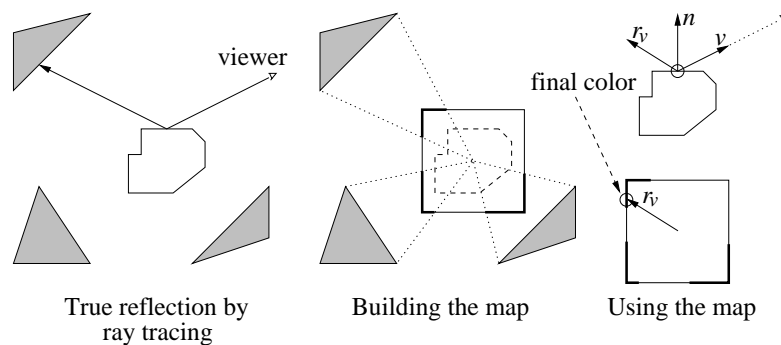 n
r_v
v
viewer
final color
r_v
True reflection by
ray tracing
Building the map
Using the map